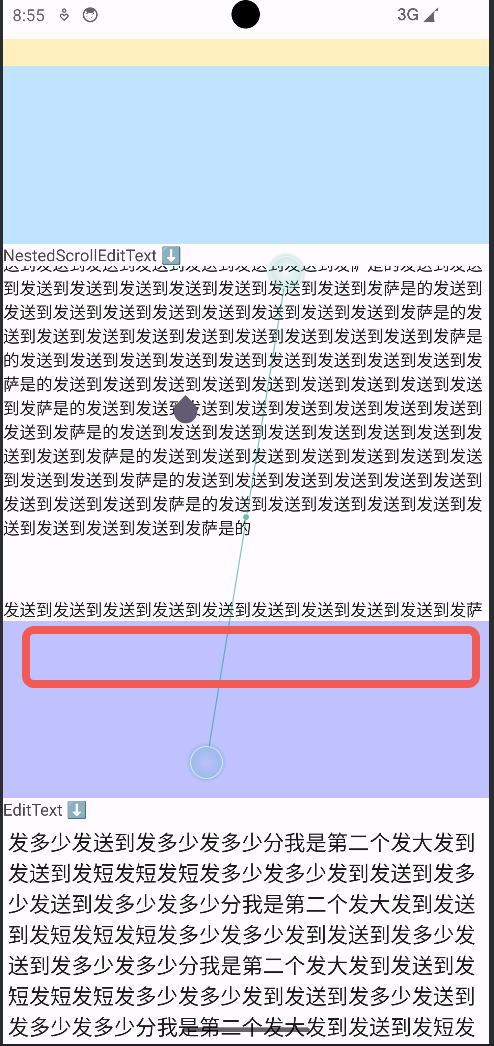 8:55
3G
NestedScrollEditText ⬇️
到发送到发送到发送到发送到发送到发送到发送到发萨是的发送到
发送到发送到发送到发送到发送到发送到发送到发送到发萨是的发
送到发送到发送到发送到发送到发送到发送到发送到发送到发萨是
的发送到发送到发送到发送到发送到发送到发送到发送到发送到发
萨是的发送到发送到发送到发送到发送到发送到发送到发送到发送
到发萨是的发送到发送到发送到发送到发送到发送到发送到发送到
发送到发萨是的发送到发送到发送到发送到发送到发送到发送到发
送到发送到发萨是的发送到发送到发送到发送到发送到发送到发送
到发送到发送到发萨是的发送到发送到发送到发送到发送到发送到
发送到发送到发送到发萨是的发送到发送到发送到发送到发送到发
送到发送到发送到发送到发萨是的
发送到发送到发送到发送到发送到发送到发送到发送到发送到发萨
EditText ⬇️
发多少发送到发多少发多少分我是第二个发大发到
发送到发短发短发短发多少发多少发到发送到发多
少发送到发多少发多少分我是第二个发大发到发送
到发短发短发短发多少发多少发到发送到发多少发
送到发多少发多少分我是第二个发大发到发送到发
短发短发短发多少发多少发到发送到发多少发送到
发多少发多少分我是第二个发大发到发送到发短发